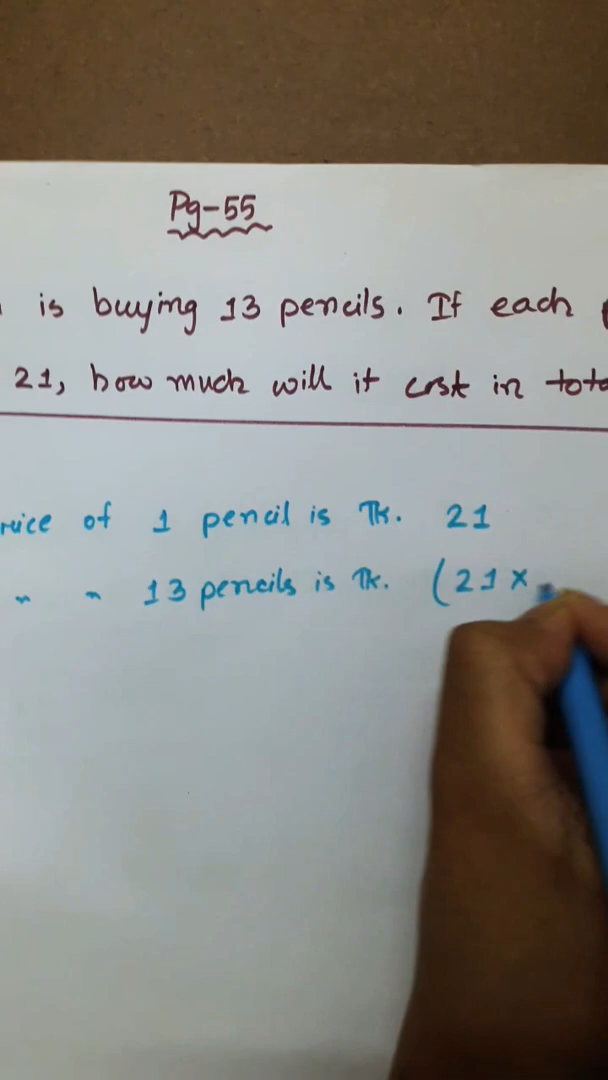 Pg-55
is buying 13 pencils. If each
21, how much will it cost in tota
rice of 1 pencil is Tk. 21
" " 13 pencils is Tk. (21 ×